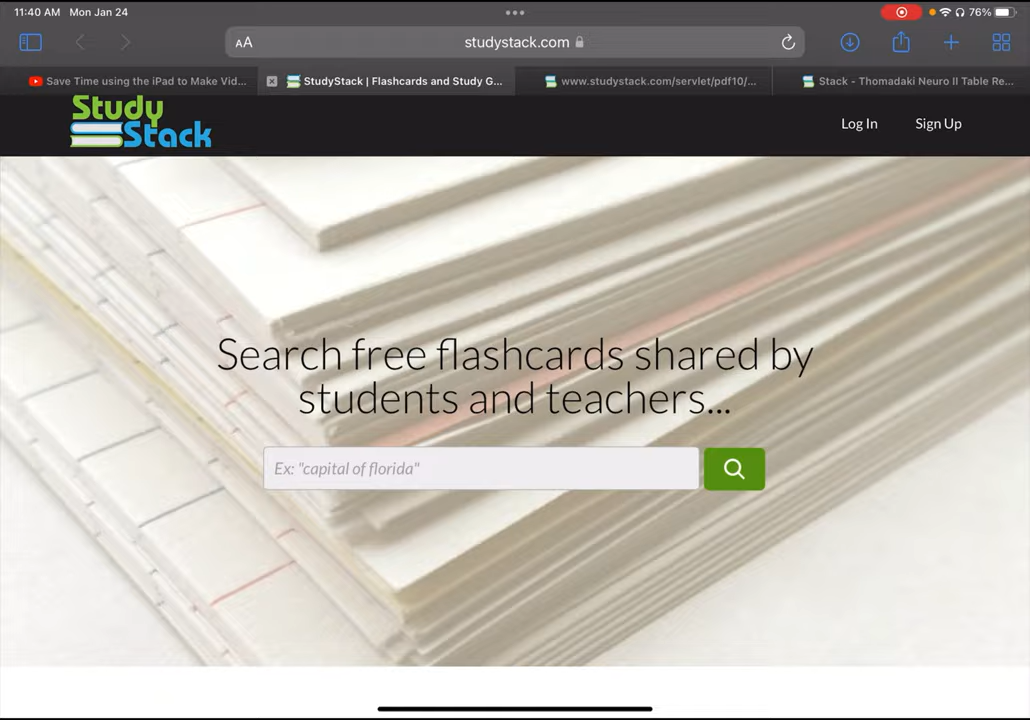 11:40 AM Mon Jan 24
76%
AA
studystack.com
Save Time using the iPad to Make Vid...
StudyStack | Flashcards and Study G...
www.studystack.com/servlet/pdf10/...
Stack - Thomadaki Neuro II Table Re...
Study
Stack
Log In
Sign Up
Search free flashcards shared by
students and teachers...
Ex: "capital of florida"